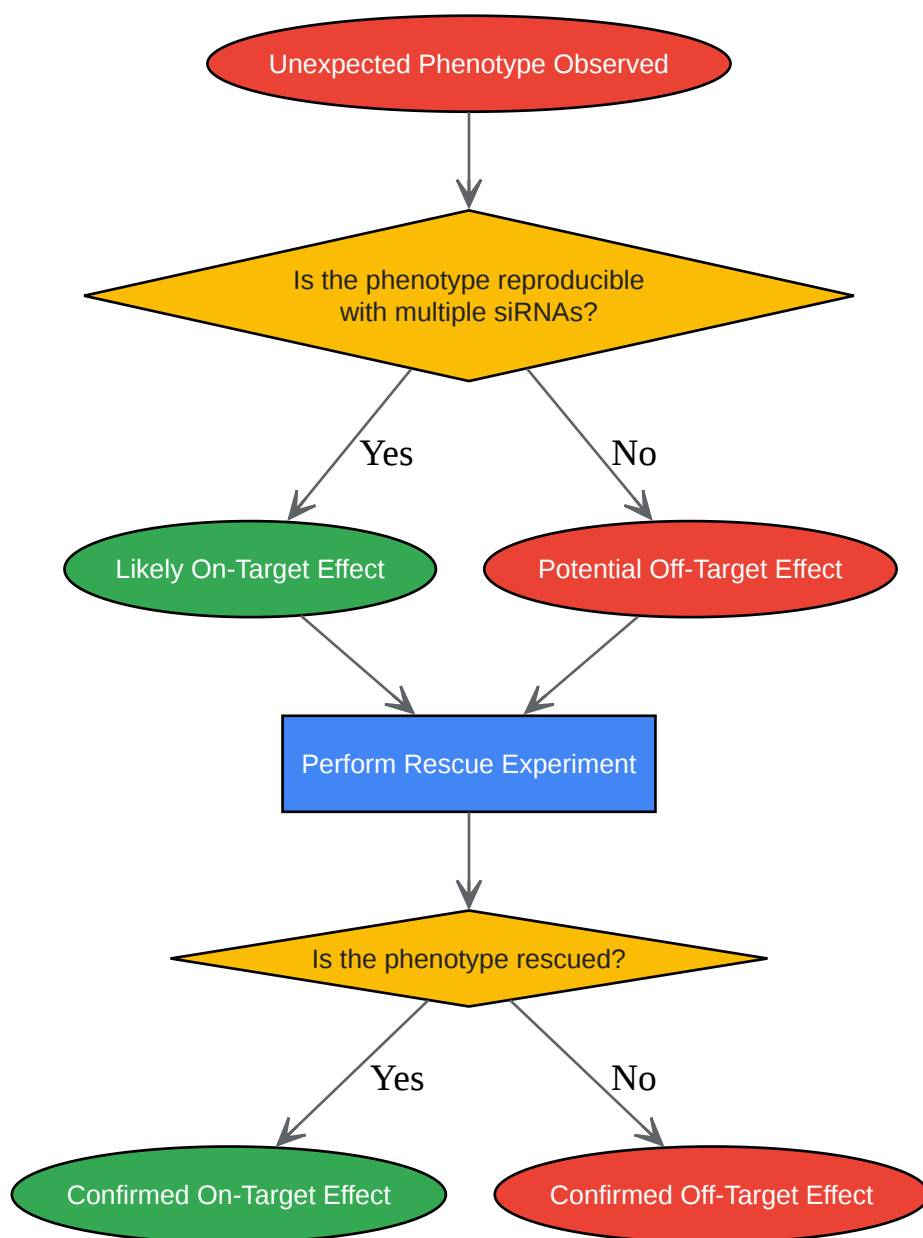 Unexpected Phenotype Observed
Is the phenotype reproducible
with multiple siRNAs?
Yes
No
Likely On-Target Effect
Potential Off-Target Effect
Perform Rescue Experiment
Is the phenotype rescued?
Yes
No
Confirmed On-Target Effect
Confirmed Off-Target Effect